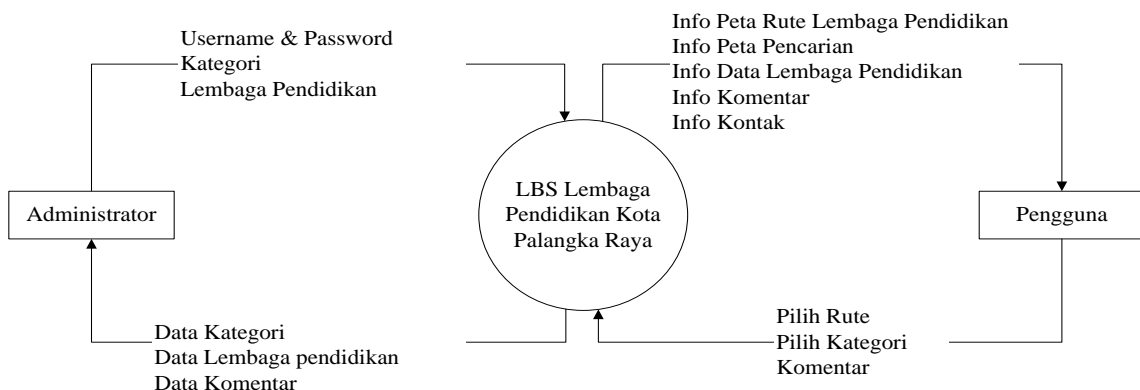 Username & Password
Kategori
Lembaga Pendidikan
Info Peta Rute Lembaga Pendidikan
Info Peta Pencarian
Info Data Lembaga Pendidikan
Info Komentar
Info Kontak
Administrator
LBS Lembaga
Pendidikan Kota
Palangka Raya
Pengguna
Data Kategori
Data Lembaga pendidikan
Data Komentar
Pilih Rute
Pilih Kategori
Komentar